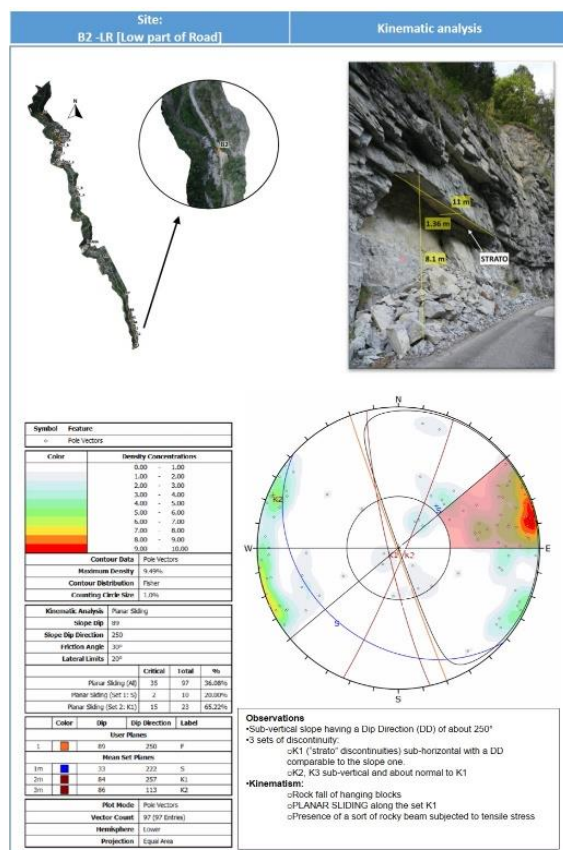 Site:
B2 -LR [Low part of Road]
Kinematic analysis
N
B2
11 m
1.36 m
8.1 m
STRATO
Symbol Feature
Pole Vectors
Color Density Concentrations
0.00 - 1.00
1.00 - 2.00
2.00 - 3.00
3.00 - 4.00
4.00 - 5.00
5.00 - 6.00
6.00 - 7.00
7.00 - 8.00
8.00 - 9.00
9.00 - 10.00
Contour Data Pole Vectors
Maximum Density 9.49%
Contour Distribution Fisher
Counting Circle Size 1.0%
Kinematic Analysis Planar Sliding
Slope Dip 89
Slope Dip Direction 250
Friction Angle 30°
Lateral Limits 20°
Critical Total %
Planar Sliding (All) 35 97 36.08%
Planar Sliding (Set 1: S) 2 10 20.00%
Planar Sliding (Set 2: K1) 15 23 65.22%
Color Dip Dip Direction Label
User Planes
1 89 250 F
Mean Set Planes
1m 33 222 S
2m 84 257 K1
3m 86 113 K2
Plot Mode Pole Vectors
Vector Count 97 (97 Entries)
Hemisphere Lower
Projection Equal Area
N
K2
W
E
K2
S
S
Observations
•Sub-vertical slope having a Dip Direction (DD) of about 250°
•3 sets of discontinuity:
oK1 ("strato" discontinuities) sub-horizontal with a DD
comparable to the slope one.
oK2, K3 sub-vertical and about normal to K1
•Kinematism:
oRock fall of hanging blocks
oPLANAR SLIDING along the set K1
oPresence of a sort of rocky beam subjected to tensile stress